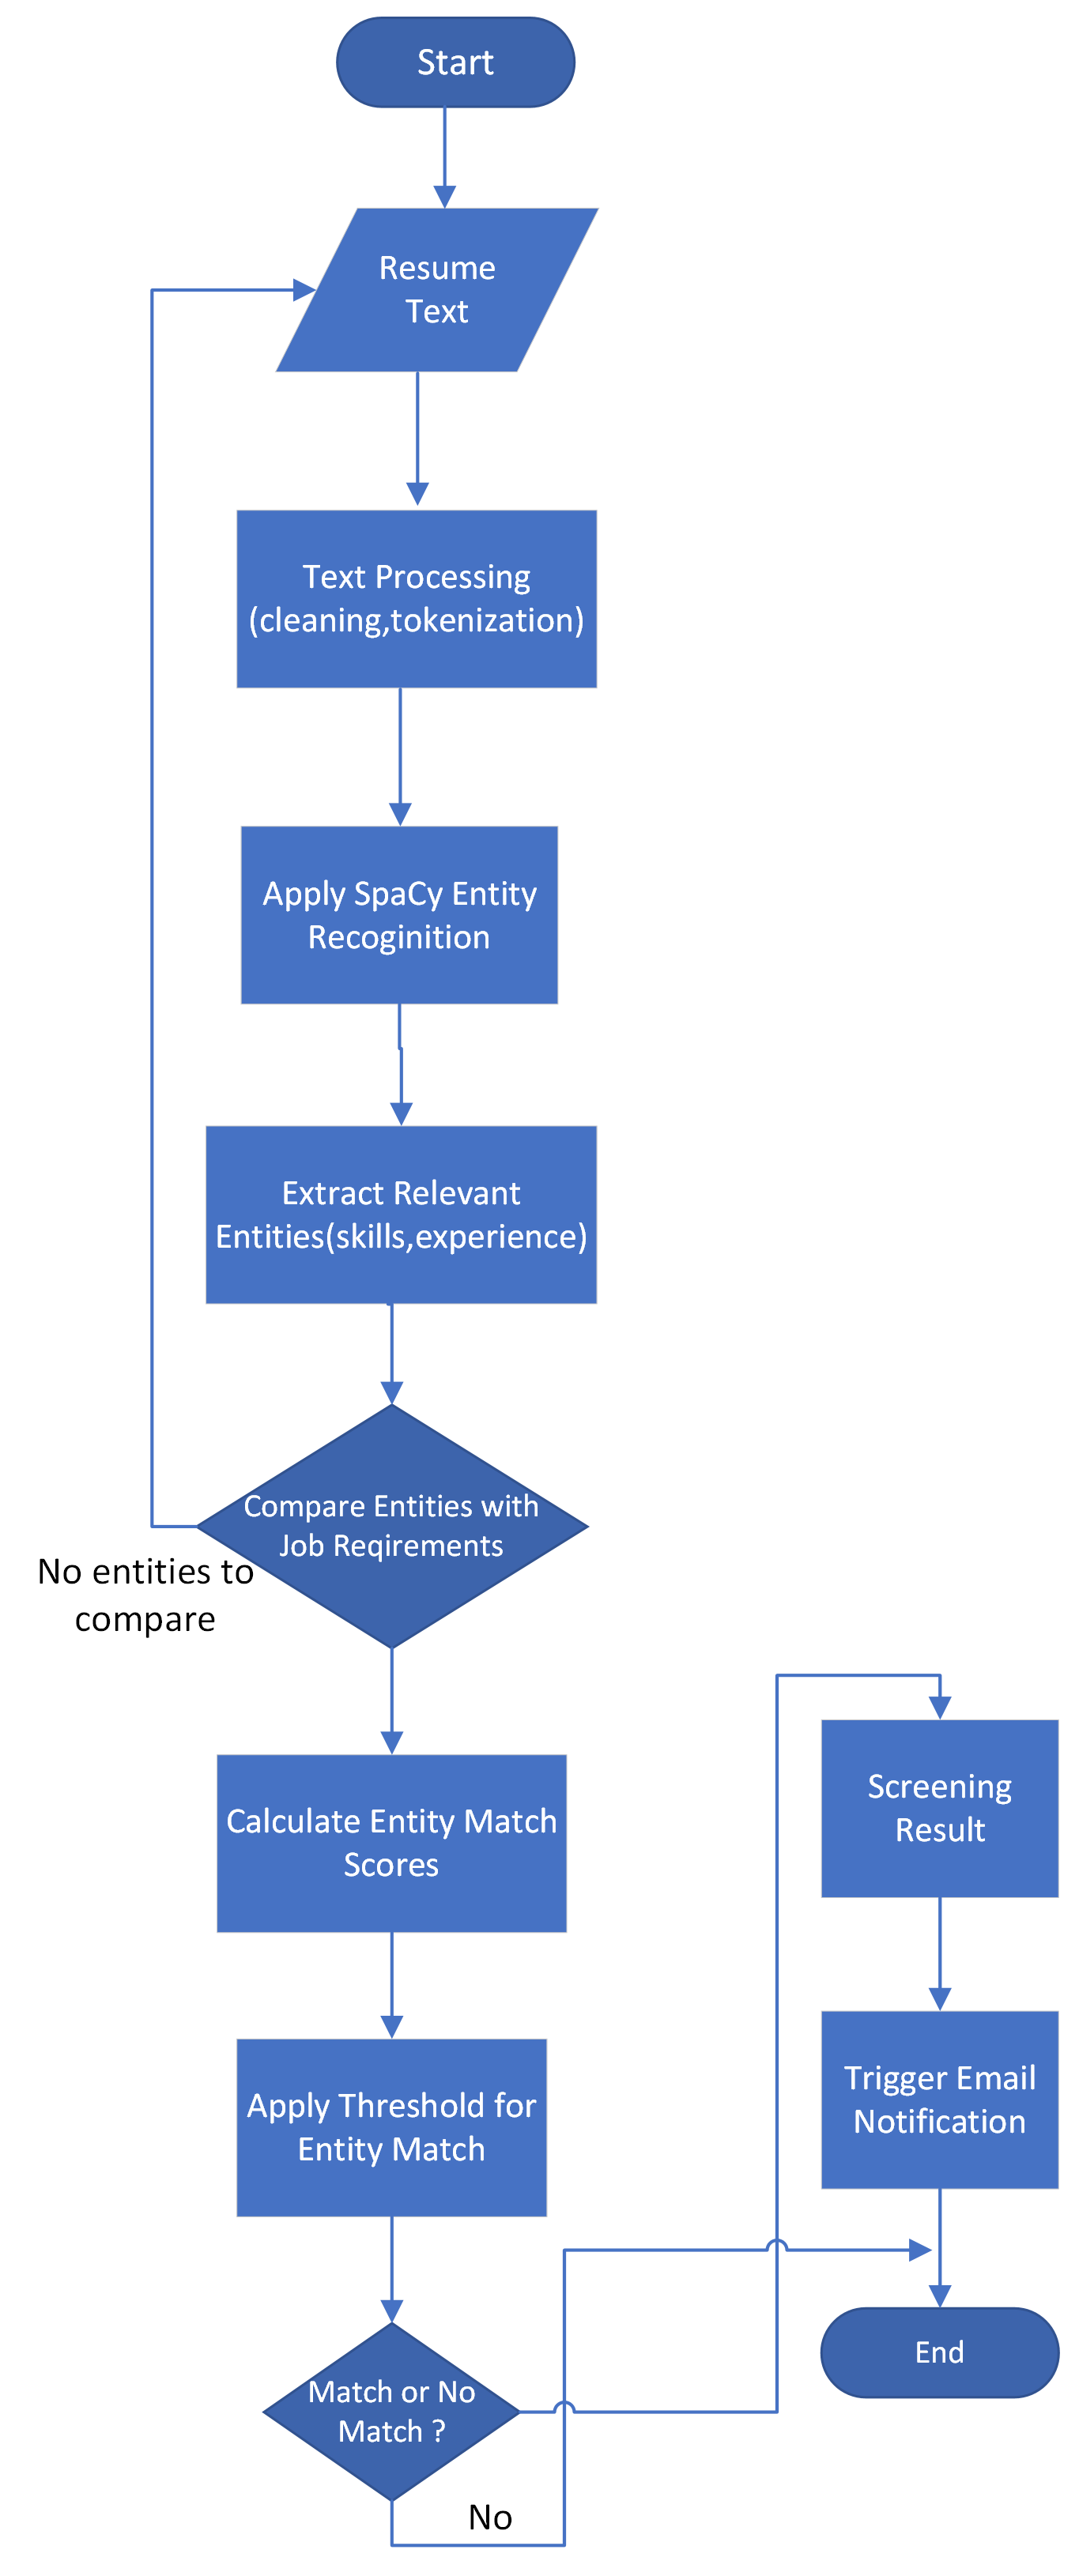 Start
Resume
Text
Text Processing
(cleaning,tokenization)
Apply SpaCy Entity
Recoginition
Extract Relevant
Entities(skills,experience)
Compare Entities with
Job Reqirements
No entities to
compare
Calculate Entity Match
Scores
Apply Threshold for
Entity Match
Match or No
Match ?
No
Screening
Result
Trigger Email
Notification
End